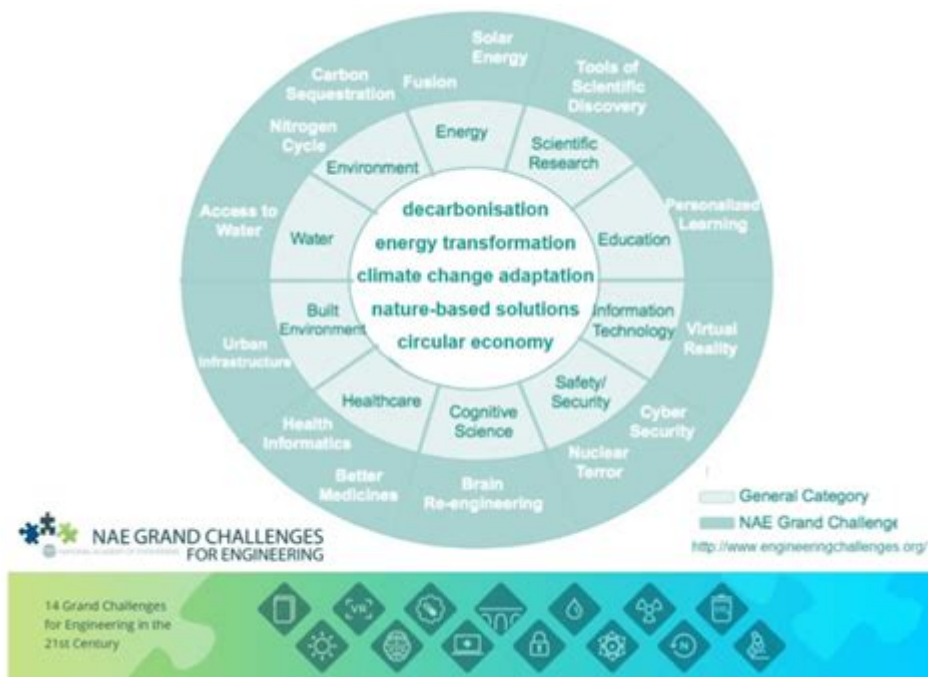 Solar
Energy
Tools of
Scientific
Discovery
Carbon
Sequestration
Fusion
Nitrogen
Cycle
Energy
Scientific
Research
Environment
Access to
Water
Personalized
Learning
Water
Education
decarbonisation
energy transformation
climate change adaptation
nature-based solutions
circular economy
Built
Environment
Information
Technology
Urban
Infrastructure
Virtual
Reality
Healthcare
Safety/
Security
Cognitive
Science
Health
Informatics
Cyber
Security
Nuclear
Terror
Better
Medicines
Brain
Re-engineering
General Category
NAE Grand Challenge
http://www.engineeringchallenges.org/
NAE GRAND CHALLENGES
FOR ENGINEERING
14 Grand Challenges
for Engineering in the
21st Century
VR
N